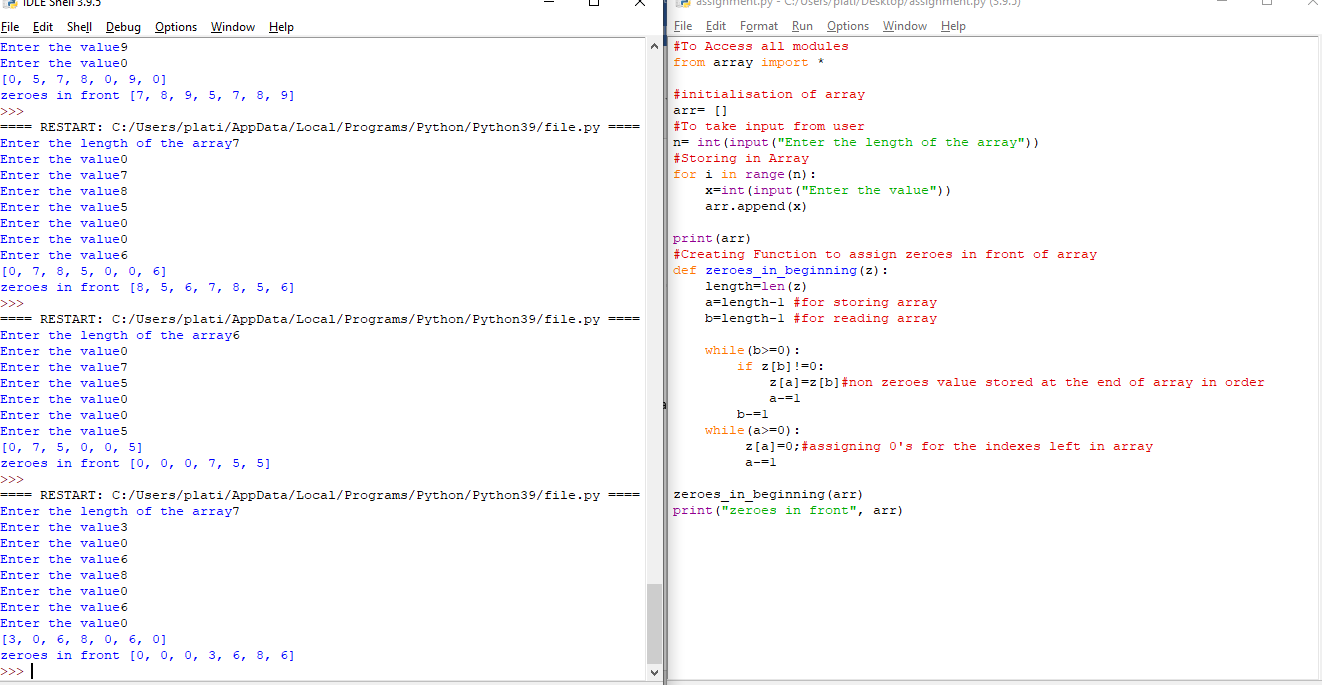 IDLE Shell 3.9.5
File Edit Shell Debug Options Window Help
Enter the value9
Enter the value0
[0, 5, 7, 8, 0, 9, 0]
zeroes in front [7, 8, 9, 5, 7, 8, 9]
>>>
==== RESTART: C:/Users/plati/AppData/Local/Programs/Python/Python39/file.py ====
Enter the length of the array7
Enter the value0
Enter the value7
Enter the value8
Enter the value5
Enter the value0
Enter the value0
Enter the value6
[0, 7, 8, 5, 0, 0, 6]
zeroes in front [8, 5, 6, 7, 8, 5, 6]
>>>
==== RESTART: C:/Users/plati/AppData/Local/Programs/Python/Python39/file.py ====
Enter the length of the array6
Enter the value0
Enter the value7
Enter the value5
Enter the value0
Enter the value0
Enter the value5
[0, 7, 5, 0, 0, 5]
zeroes in front [0, 0, 0, 7, 5, 5]
>>>
==== RESTART: C:/Users/plati/AppData/Local/Programs/Python/Python39/file.py ====
Enter the length of the array7
Enter the value3
Enter the value0
Enter the value6
Enter the value8
Enter the value0
Enter the value6
Enter the value0
[3, 0, 6, 8, 0, 6, 0]
zeroes in front [0, 0, 0, 3, 6, 8, 6]
>>>
assignment.py - C:/Users/plati/Desktop/assignment.py (3.9.5)
File Edit Format Run Options Window Help
#To Access all modules
from array import *
#initialisation of array
arr= []
#To take input from user
n= int(input("Enter the length of the array"))
#Storing in Array
for i in range(n):
    x=int(input("Enter the value"))
    arr.append(x)
print(arr)
#Creating Function to assign zeroes in front of array
def zeroes_in_beginning(z):
    length=len(z)
    a=length-1 #for storing array
    b=length-1 #for reading array
    while(b>=0):
        if z[b]!=0:
            z[a]=z[b]#non zeroes value stored at the end of array in order
            a-=1
        b-=1
    while(a>=0):
         z[a]=0;#assigning 0's for the indexes left in array
         a-=1
zeroes_in_beginning(arr)
print("zeroes in front", arr)